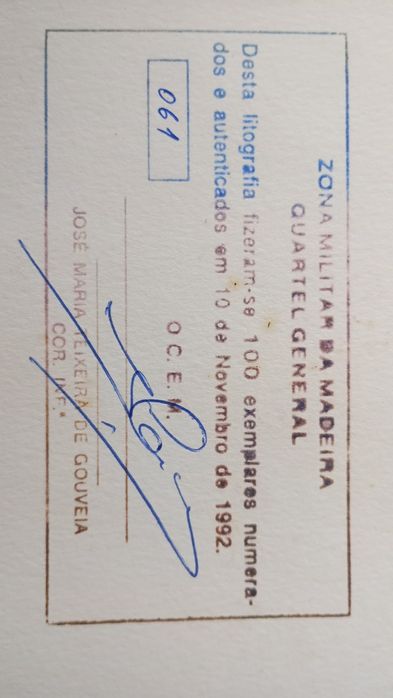 ZONA MILITAR DA MADEIRA
QUARTEL GENERAL
Desta litografia fizeram-se 100 exemplares numera-
dos e autenticados em 10 de Novembro de 1992.
061
O C. E. M.
JOSÉ MARIA TEIXEIRA DE GOUVEIA
COR. INF.ª